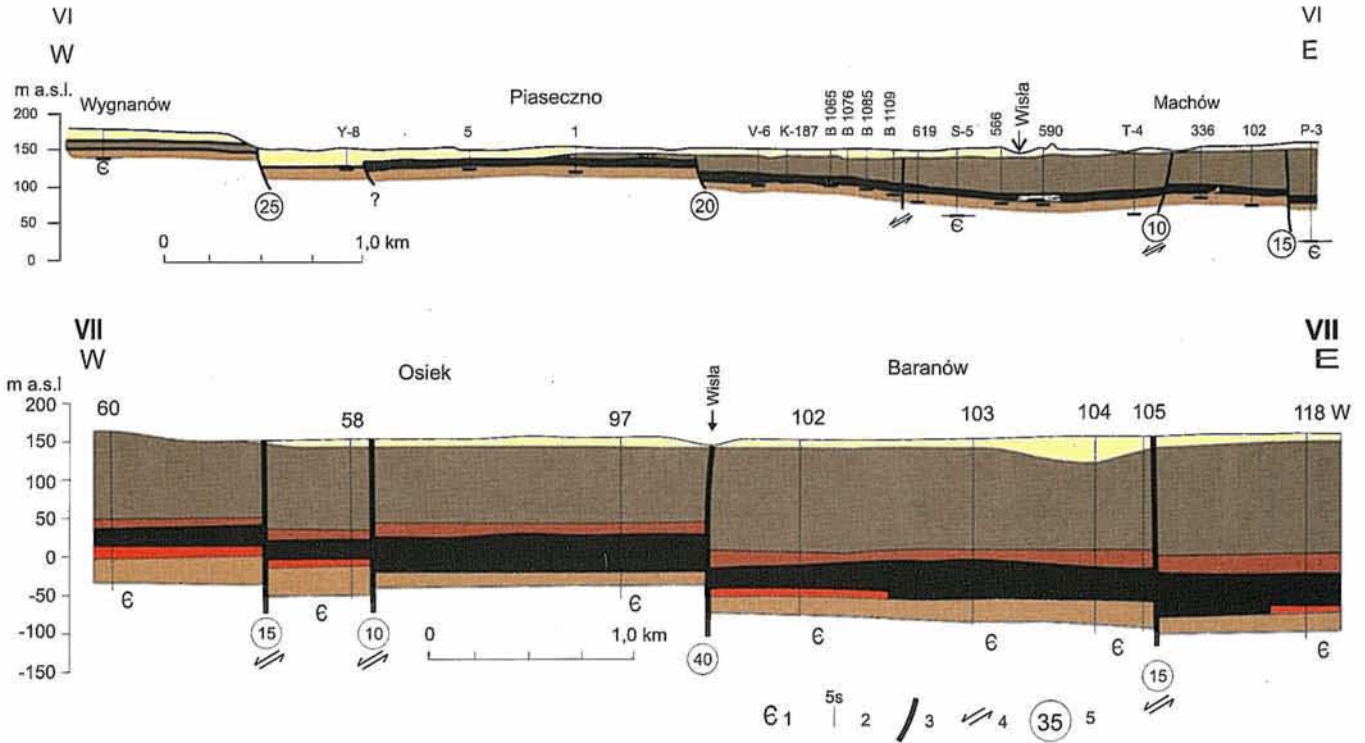 VI VI
W E
m a.s.l.
Wygnanów Piaseczno Machów
200
150
100
50
0
Y-8 5 1 V-6 K-187 B 1065 B 1076 B 1085 B 1109 619 S-5 566 Wisła 590 T-4 336 102 P-3
Є 25 ? 20 Є 10 15 Є
0 1,0 km
VII VII
W E
m a.s.l
Osiek Baranów
200
150
100
50
0
-50
-100
-150
60 58 97 Wisła 102 103 104 105 118 W
Є Є Є Є Є Є Є
15 10 40 15
0 1,0 km
Є 1 5s 2 3 4 35 5